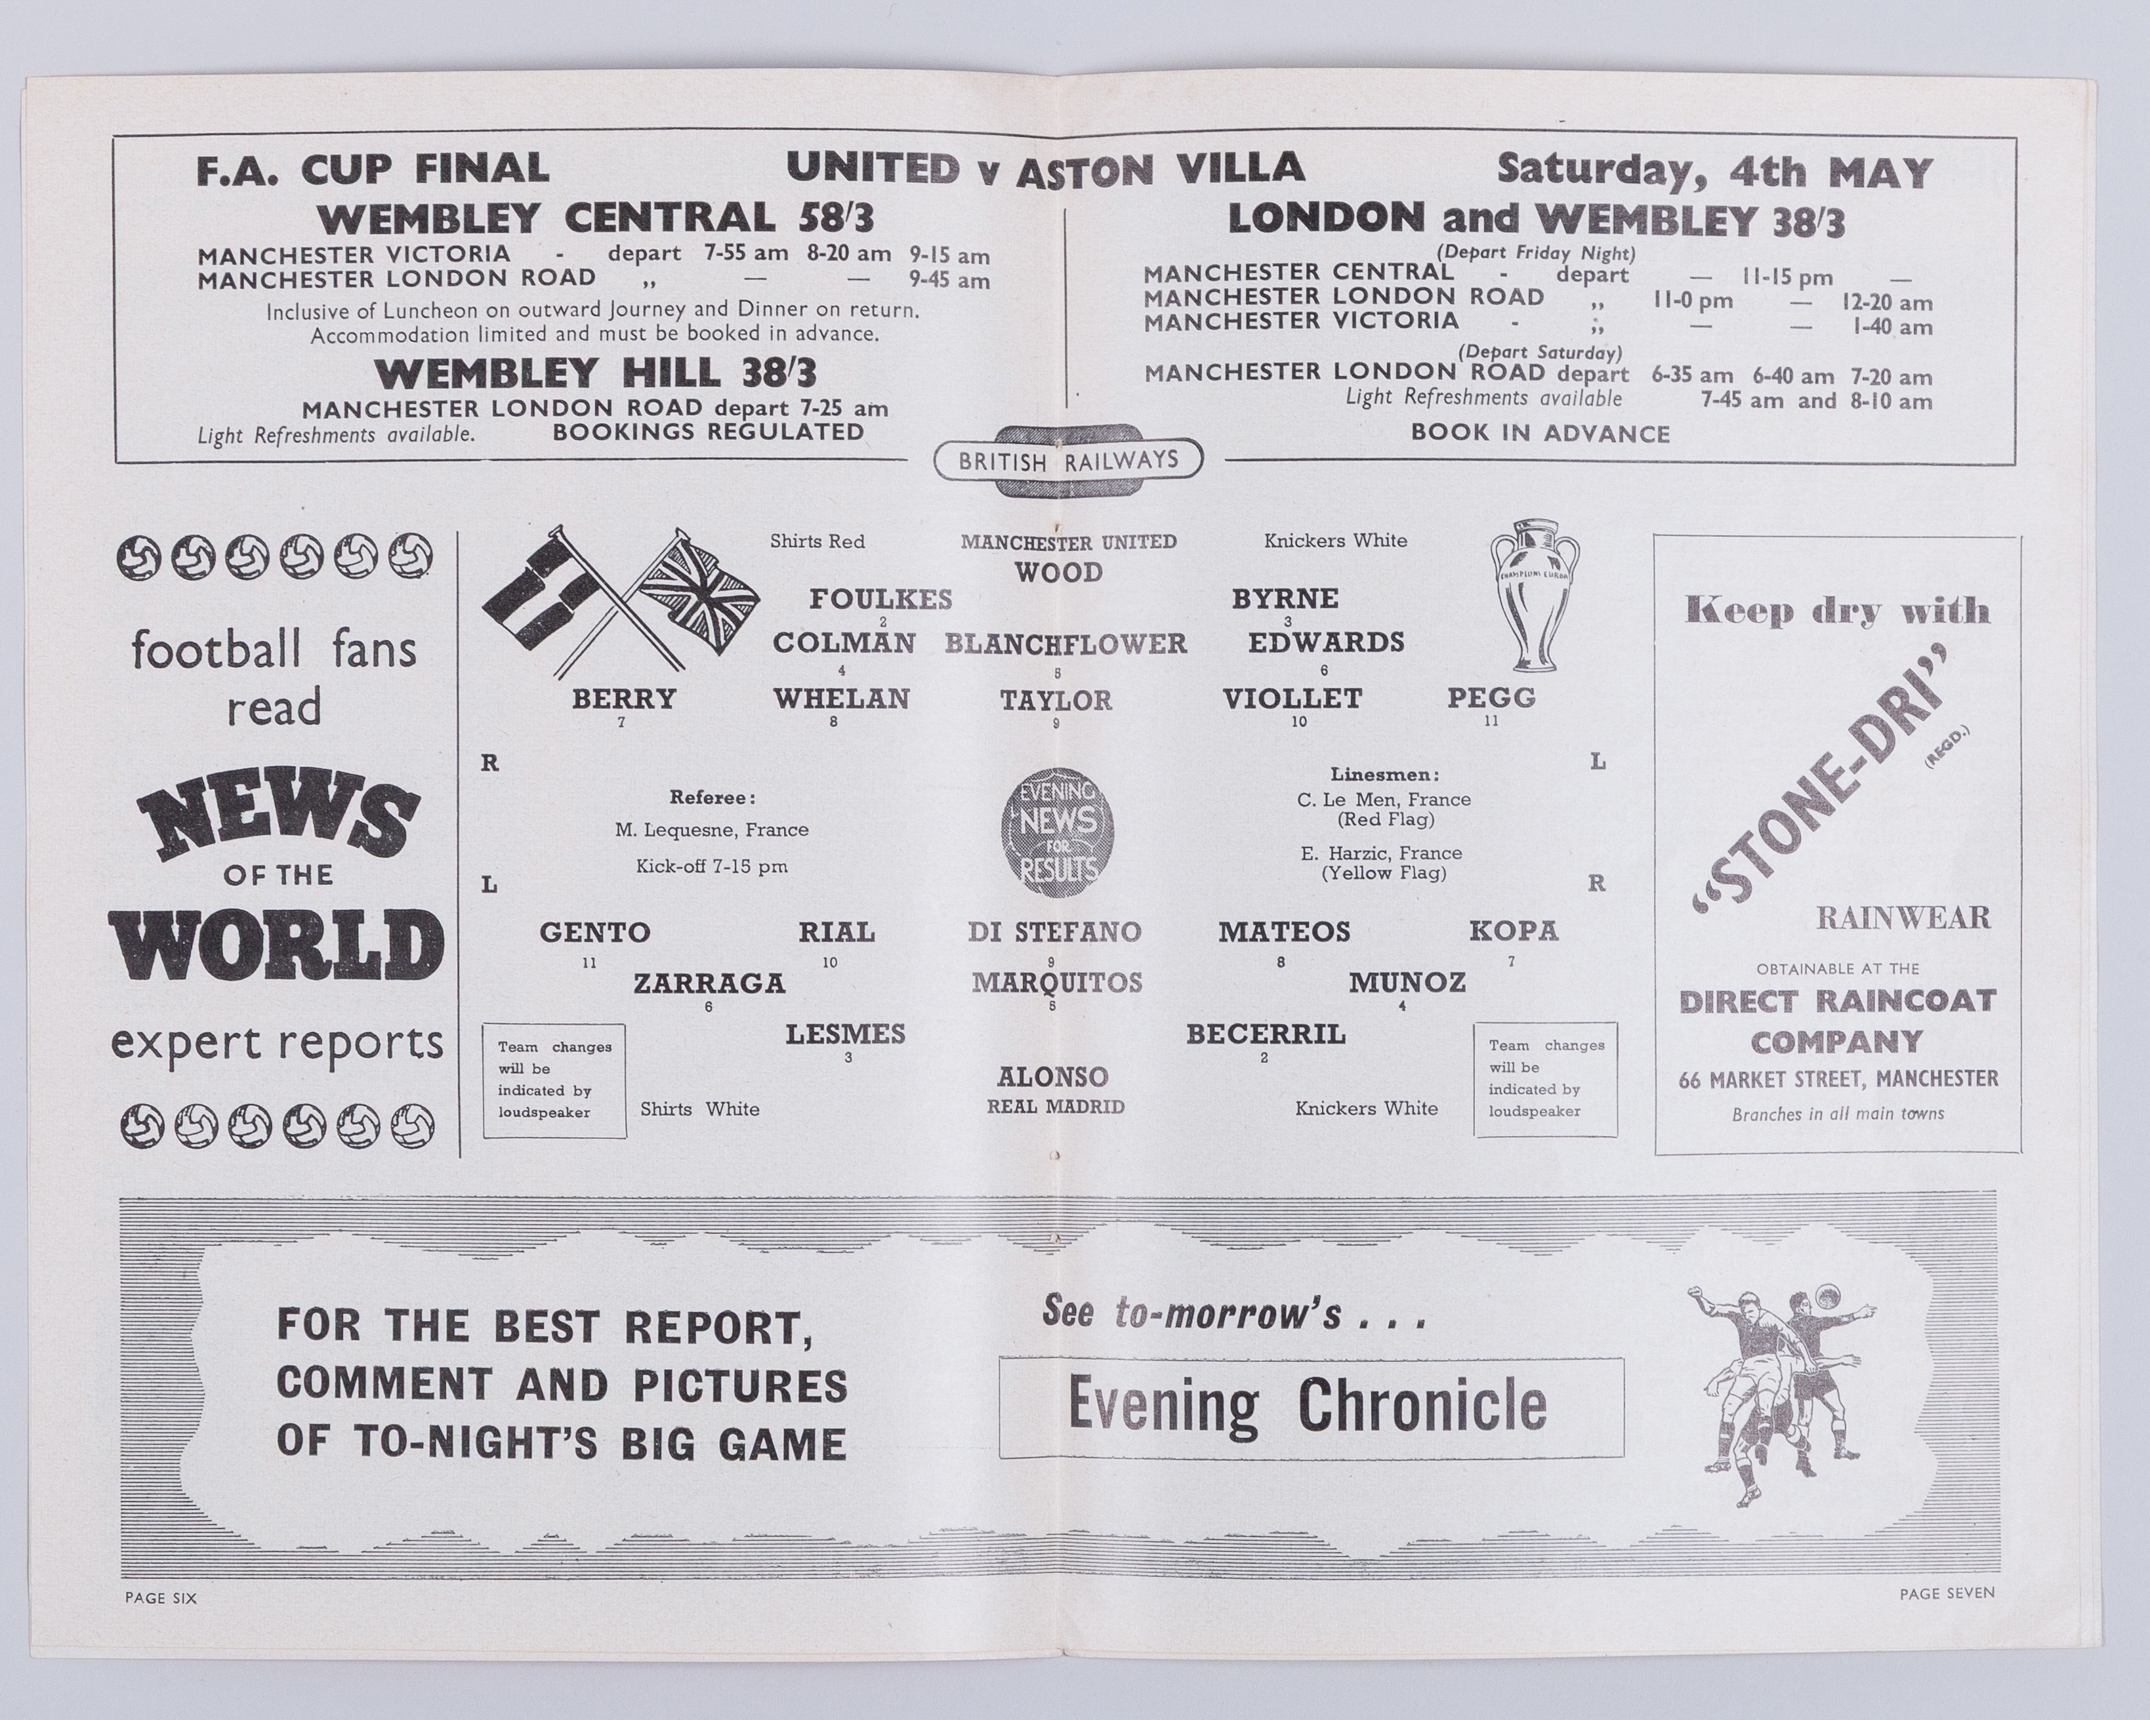 F.A. CUP FINAL UNITED v ASTON VILLA Saturday, 4th MAY
WEMBLEY CENTRAL 58/3
MANCHESTER VICTORIA - depart 7-55 am 8-20 am 9-15 am
MANCHESTER LONDON ROAD ,, — — 9-45 am
Inclusive of Luncheon on outward Journey and Dinner on return.
Accommodation limited and must be booked in advance.
WEMBLEY HILL 38/3
MANCHESTER LONDON ROAD depart 7-25 am
Light Refreshments available. BOOKINGS REGULATED
LONDON and WEMBLEY 38/3
(Depart Friday Night)
MANCHESTER CENTRAL - depart — 11-15 pm —
MANCHESTER LONDON ROAD ,, 11-0 pm — 12-20 am
MANCHESTER VICTORIA - ,, — — 1-40 am
(Depart Saturday)
MANCHESTER LONDON ROAD depart 6-35 am 6-40 am 7-20 am
Light Refreshments available 7-45 am and 8-10 am
BOOK IN ADVANCE
BRITISH RAILWAYS
football fans
read
NEWS
OF THE
WORLD
expert reports
Shirts Red MANCHESTER UNITED Knickers White
WOOD
CHAMPIONS EUROPA
FOULKES BYRNE
2 3
COLMAN BLANCHFLOWER EDWARDS
4 5 6
BERRY WHELAN TAYLOR VIOLLET PEGG
7 8 9 10 11
R L
Referee:
M. Lequesne, France
Kick-off 7-15 pm
EVENING
NEWS
FOR
RESULTS
Linesmen:
C. Le Men, France
(Red Flag)
E. Harzic, France
(Yellow Flag)
L R
GENTO RIAL DI STEFANO MATEOS KOPA
11 10 9 8 7
ZARRAGA MARQUITOS MUNOZ
6 5 4
LESMES BECERRIL
3 2
ALONSO
Shirts White REAL MADRID Knickers White
Team changes
will be
indicated by
loudspeaker
Team changes
will be
indicated by
loudspeaker
Keep dry with
"STONE-DRI"
(REGD.)
RAINWEAR
OBTAINABLE AT THE
DIRECT RAINCOAT
COMPANY
66 MARKET STREET, MANCHESTER
Branches in all main towns
FOR THE BEST REPORT,
COMMENT AND PICTURES
OF TO-NIGHT'S BIG GAME
See to-morrow's . . .
Evening Chronicle
PAGE SIX
PAGE SEVEN